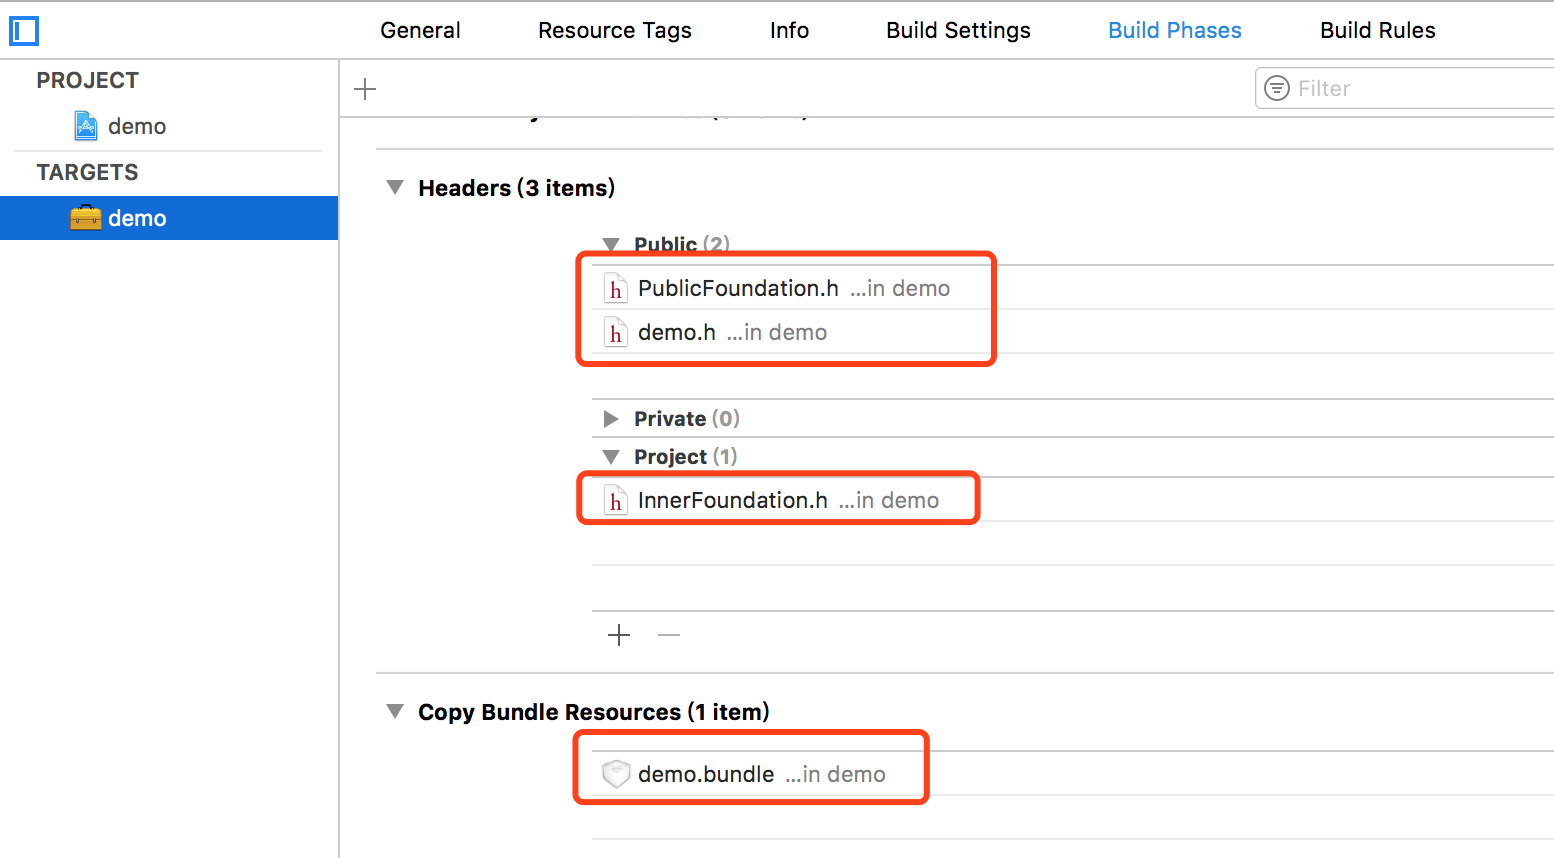 General Resource Tags Info Build Settings Build Phases Build Rules
PROJECT
demo
TARGETS
demo
Filter
Headers (3 items)
Public (2)
PublicFoundation.h ...in demo
demo.h ...in demo
Private (0)
Project (1)
InnerFoundation.h ...in demo
Copy Bundle Resources (1 item)
demo.bundle ...in demo